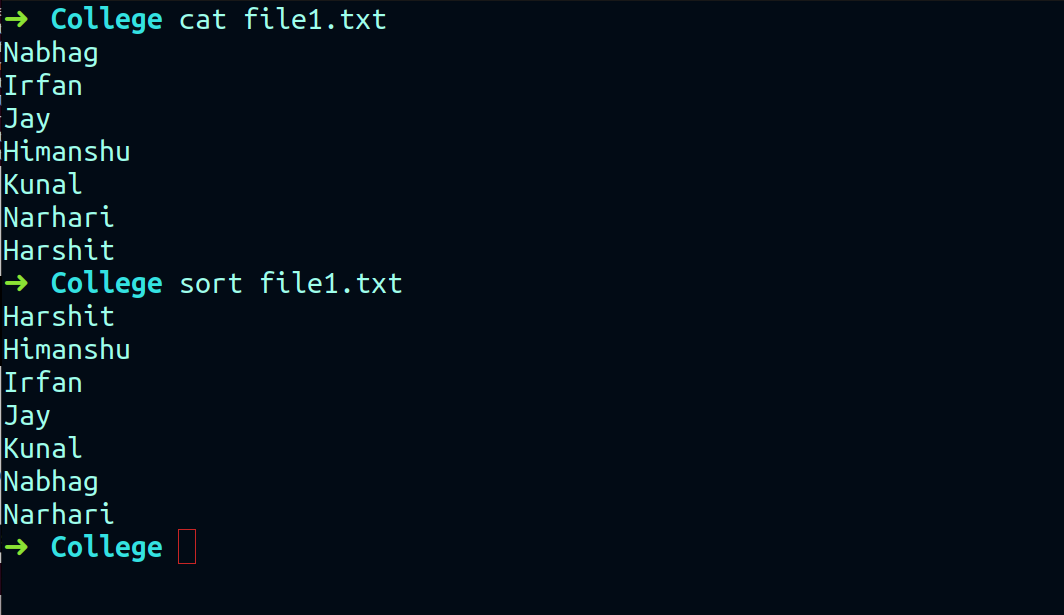 ➜ College cat file1.txt
Nabhag
Irfan
Jay
Himanshu
Kunal
Narhari
Harshit
➜ College sort file1.txt
Harshit
Himanshu
Irfan
Jay
Kunal
Nabhag
Narhari
➜ College